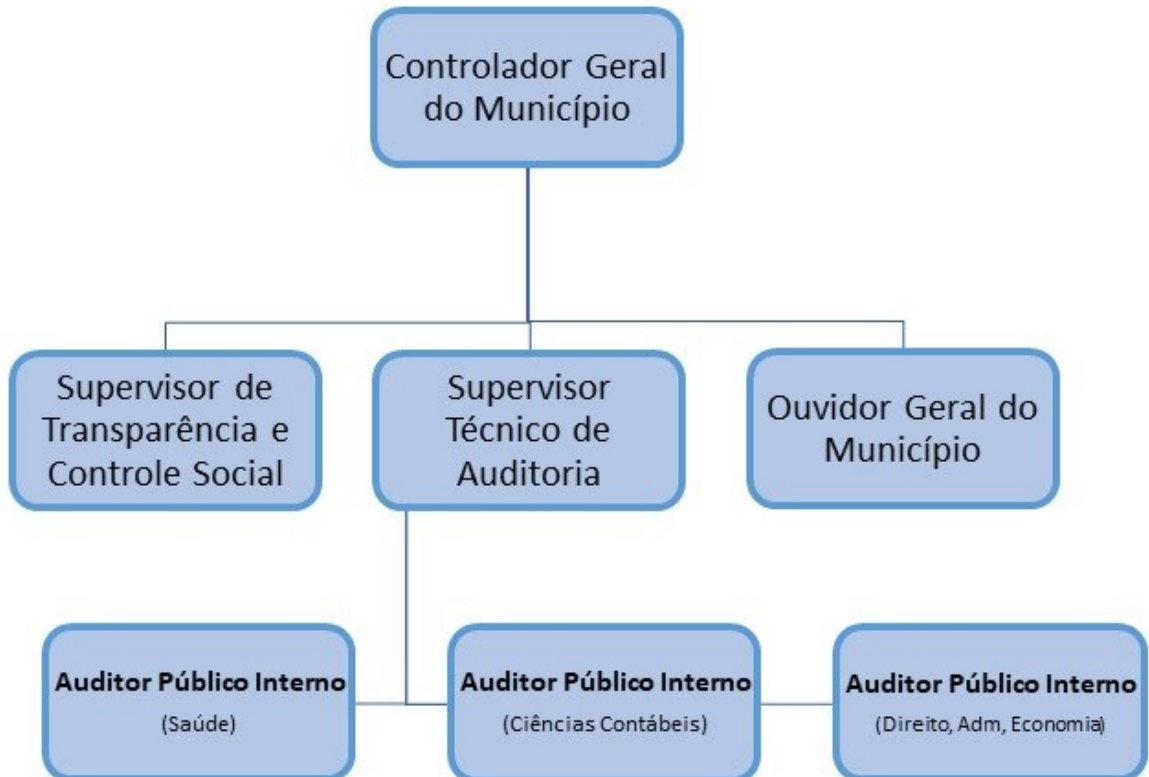 Controlador Geral
do Município
Supervisor de
Transparência e
Controle Social
Supervisor
Técnico de
Auditoria
Ouvidor Geral do
Município
Auditor Público Interno
(Saúde)
Auditor Público Interno
(Ciências Contábeis)
Auditor Público Interno
(Direito, Adm, Economia)